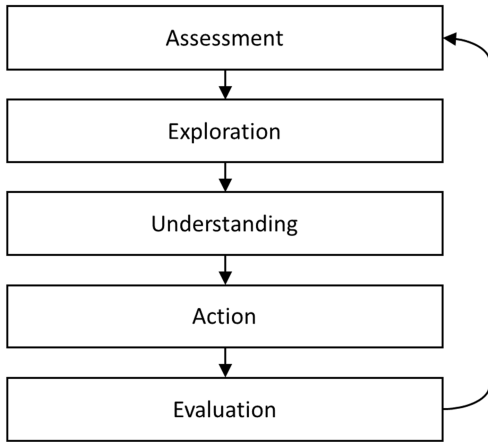 Assessment
Exploration
Understanding
Action
Evaluation